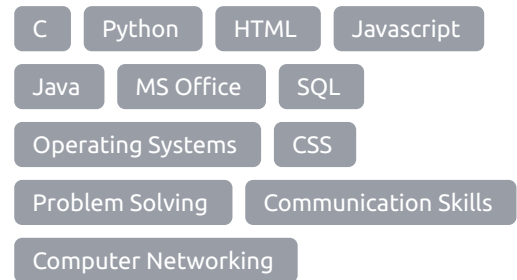 C Python HTML Javascript
Java MS Office SQL
Operating Systems CSS
Problem Solving Communication Skills
Computer Networking